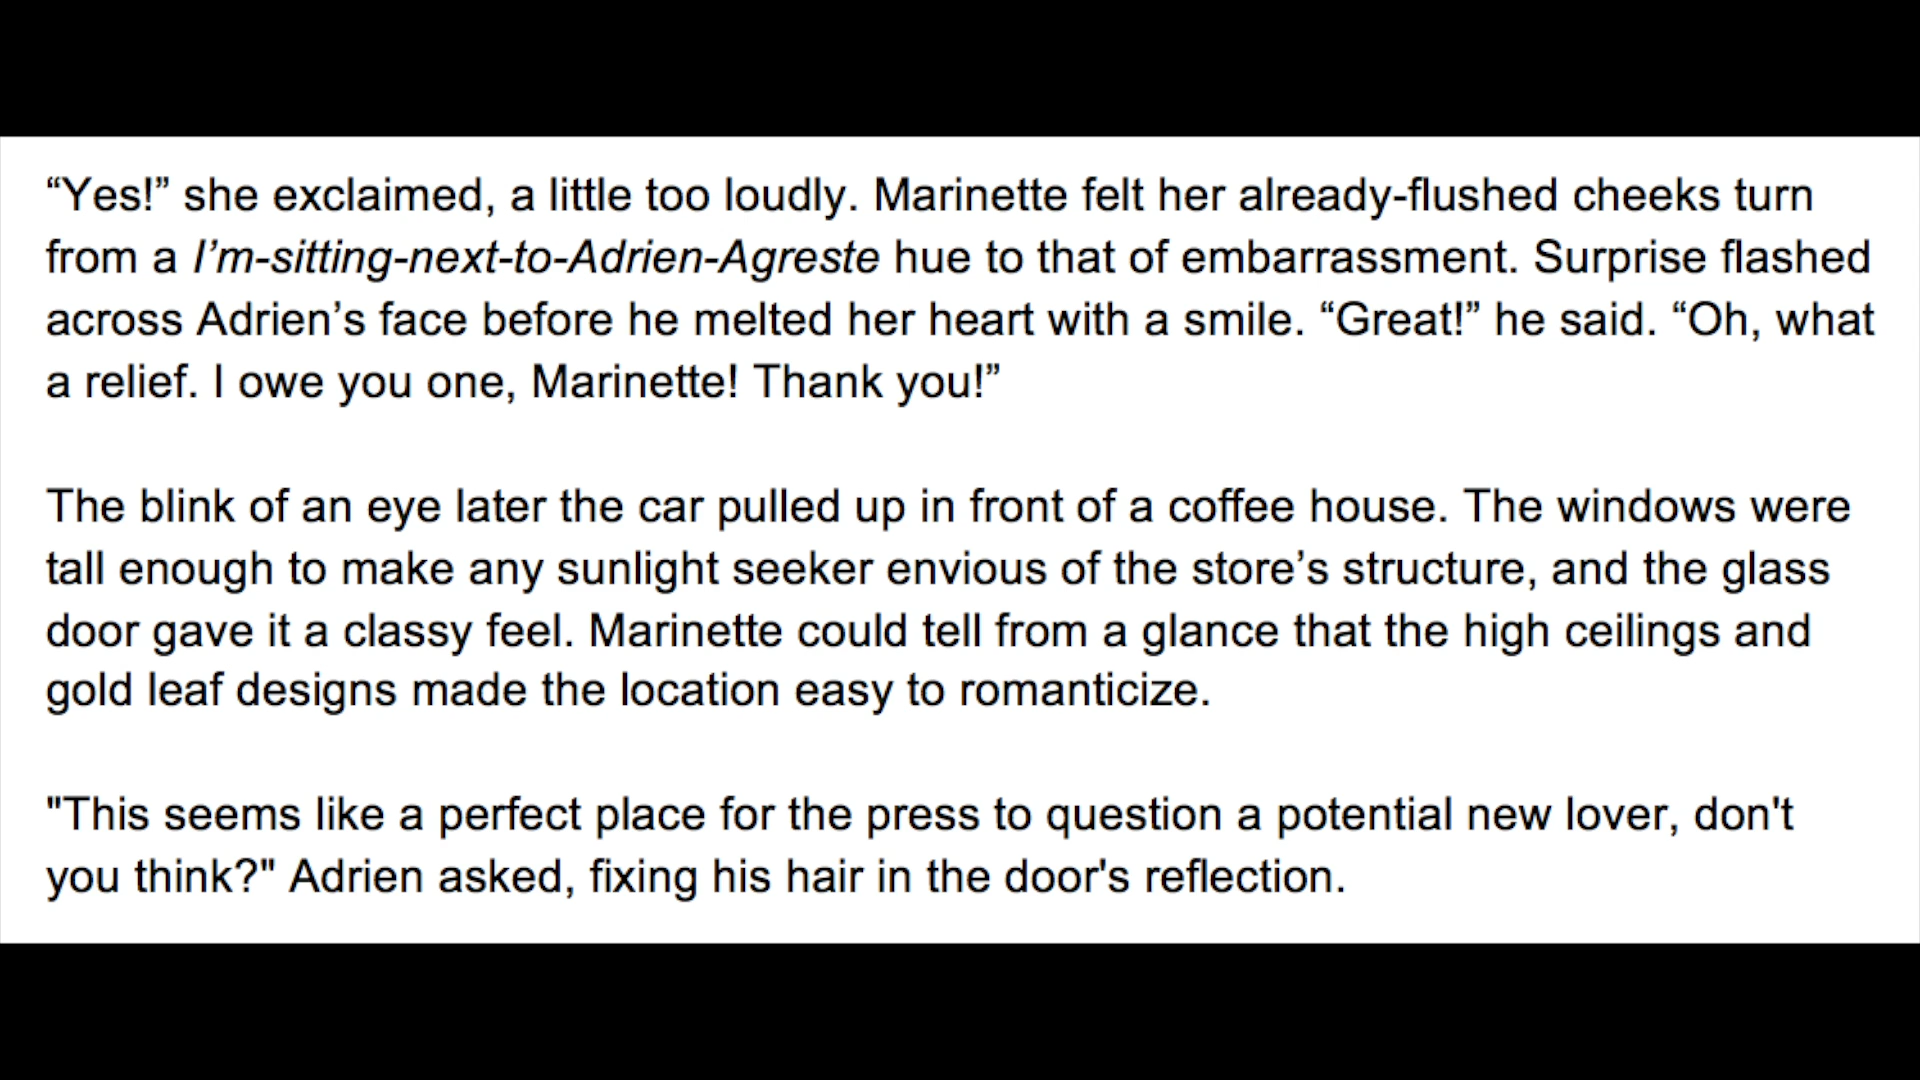 “Yes!” she exclaimed, a little too loudly. Marinette felt her already-flushed cheeks turn
from a I’m-sitting-next-to-Adrien-Agreste hue to that of embarrassment. Surprise flashed
across Adrien’s face before he melted her heart with a smile. “Great!” he said. “Oh, what
a relief. I owe you one, Marinette! Thank you!”
The blink of an eye later the car pulled up in front of a coffee house. The windows were
tall enough to make any sunlight seeker envious of the store’s structure, and the glass
door gave it a classy feel. Marinette could tell from a glance that the high ceilings and
gold leaf designs made the location easy to romanticize.
"This seems like a perfect place for the press to question a potential new lover, don't
you think?" Adrien asked, fixing his hair in the door's reflection.